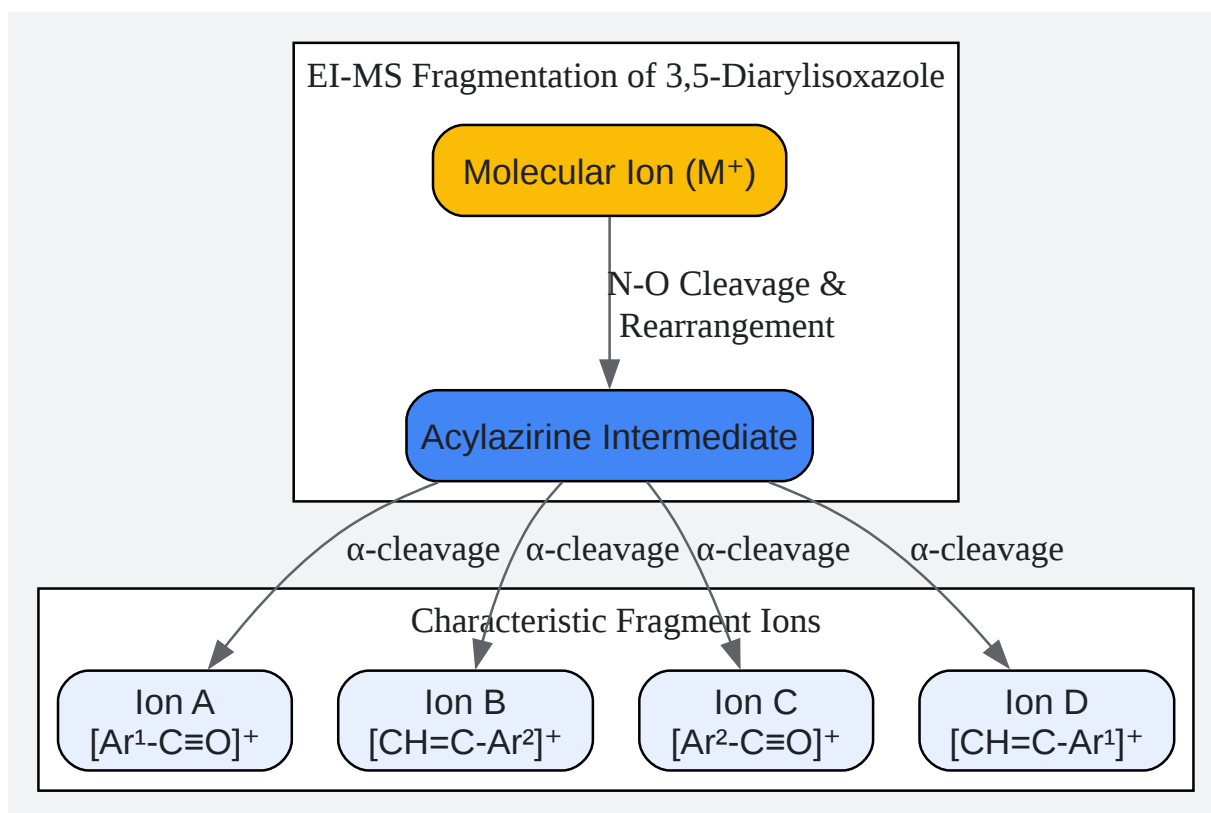 EI-MS Fragmentation of 3,5-Diarylisoxazole
Molecular Ion (M⁺)
N-O Cleavage &
Rearrangement
Acylazirine Intermediate
α-cleavage
α-cleavage
α-cleavage
α-cleavage
Characteristic Fragment Ions
Ion A
[Ar¹-C≡O]⁺
Ion B
[CH=C-Ar²]⁺
Ion C
[Ar²-C≡O]⁺
Ion D
[CH=C-Ar¹]⁺